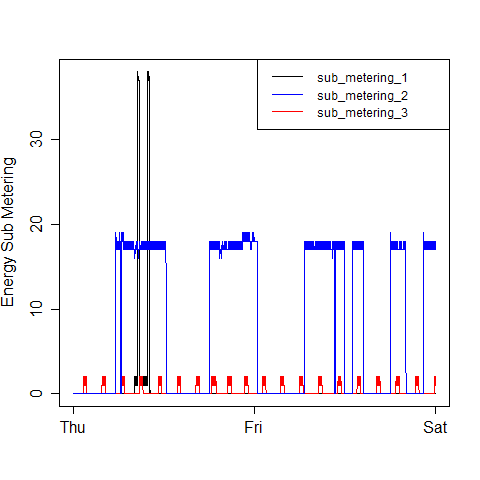 sub_metering_1
sub_metering_2
sub_metering_3
Energy Sub Metering
30
20
10
0
Thu Fri Sat